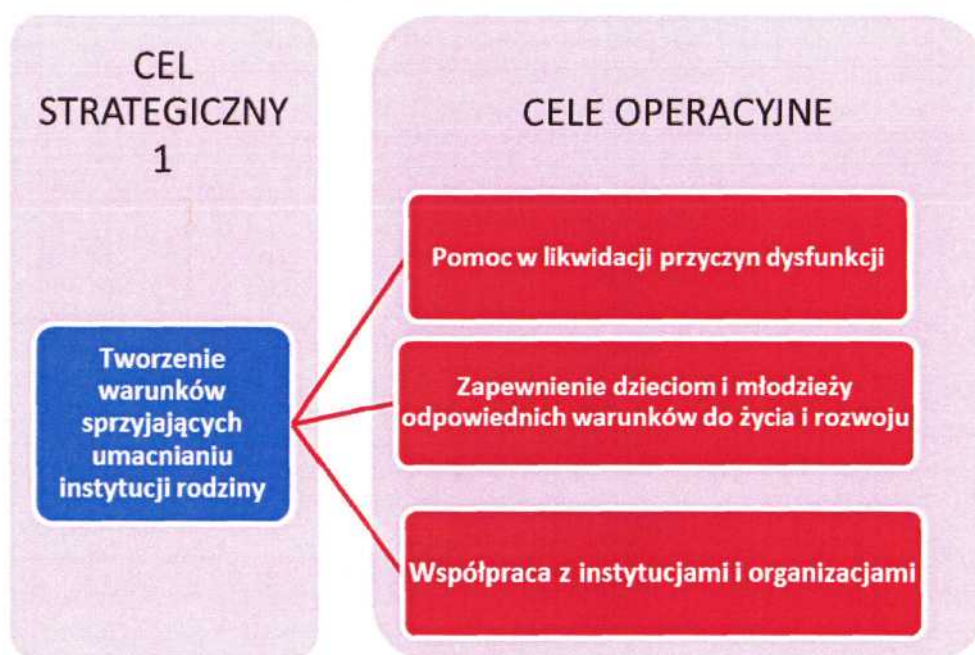 CEL
STRATEGICZNY
1
Tworzenie
warunków
sprzyjających
umacnianiu
instytucji rodziny
CELE OPERACYJNE
Pomoc w likwidacji przyczyn dysfunkcji
Zapewnienie dzieciom i młodzieży
odpowiednich warunków do życia i rozwoju
Współpraca z instytucjami i organizacjami